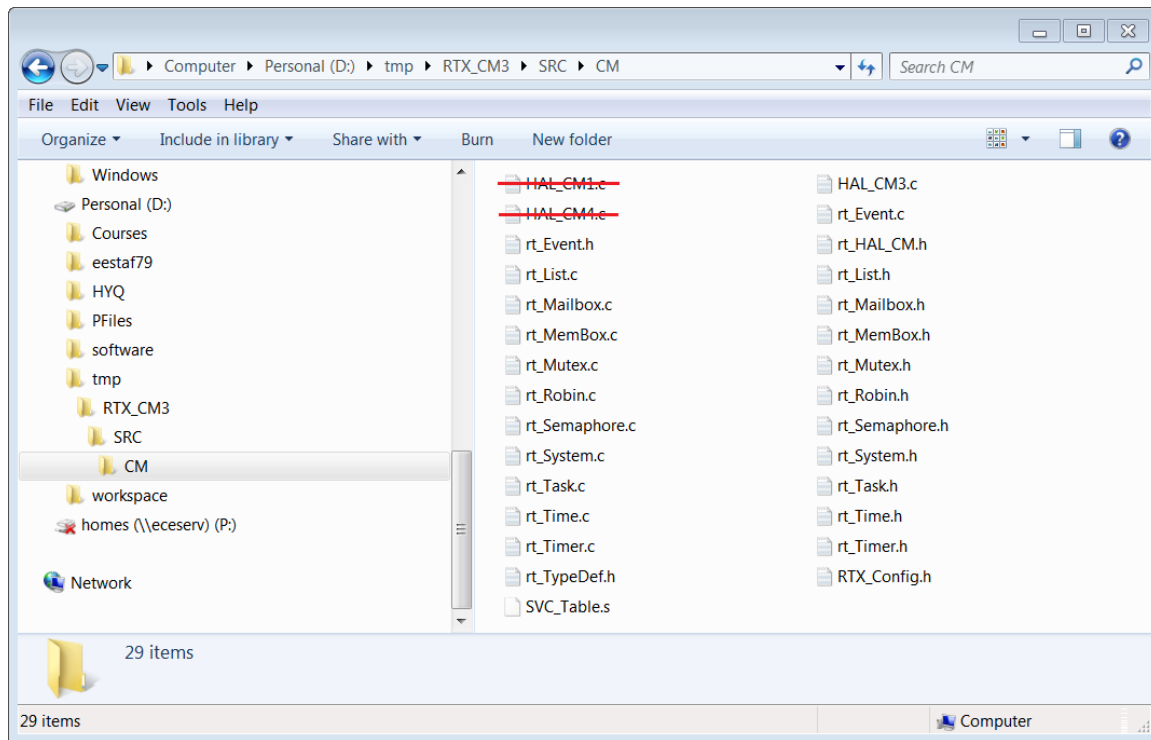 Computer Personal (D:) tmp RTX_CM3 SRC CM Search CM
File Edit View Tools Help
Organize Include in library Share with Burn New folder
Windows
Personal (D:)
Courses
eestaf79
HYQ
PFiles
software
tmp
RTX_CM3
SRC
CM
workspace
homes (\\eceserv) (P:)
Network
HAL_CM1.c HAL_CM3.c
HAL_CM4.c rt_Event.c
rt_Event.h rt_HAL_CM.h
rt_List.c rt_List.h
rt_Mailbox.c rt_Mailbox.h
rt_MemBox.c rt_MemBox.h
rt_Mutex.c rt_Mutex.h
rt_Robin.c rt_Robin.h
rt_Semaphore.c rt_Semaphore.h
rt_System.c rt_System.h
rt_Task.c rt_Task.h
rt_Time.c rt_Time.h
rt_Timer.c rt_Timer.h
rt_TypeDef.h RTX_Config.h
SVC_Table.s
29 items
29 items Computer